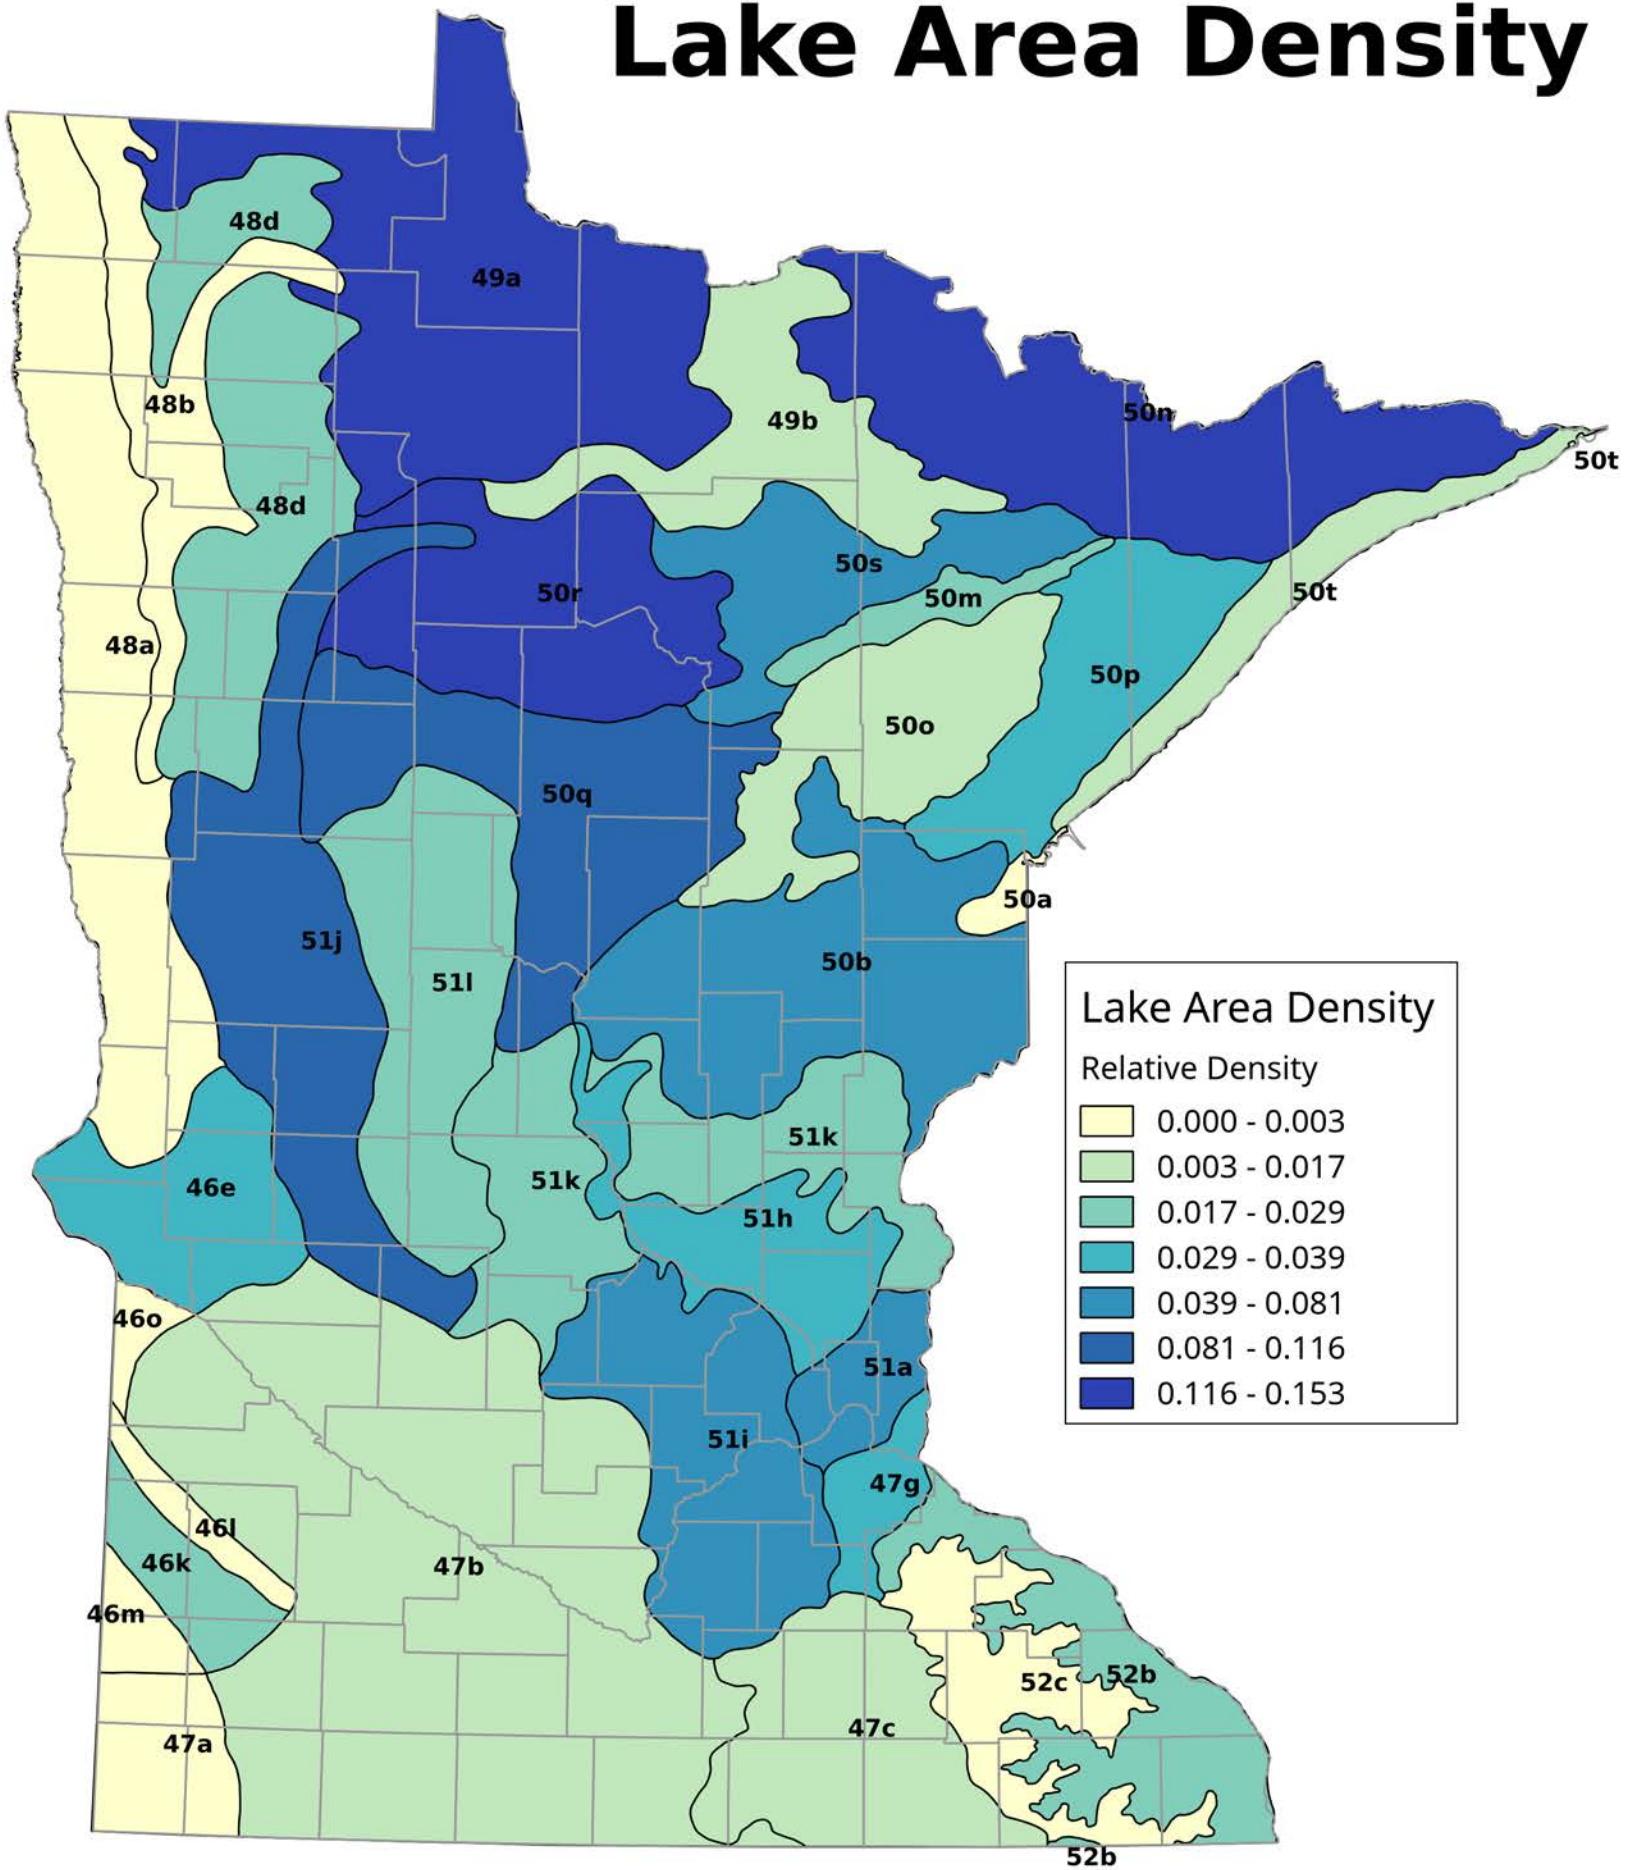 Lake Area Density
48d
49a
50n
48b
49b
50t
48d
50s
50r
50m
50t
48a
50p
50o
50q
50a
51j
50b
51l
51k
51k
46e
51h
46o
51a
51i
47g
46l
46k
47b
46m
52c
52b
47c
47a
52b
Lake Area Density
Relative Density
0.000 - 0.003
0.003 - 0.017
0.017 - 0.029
0.029 - 0.039
0.039 - 0.081
0.081 - 0.116
0.116 - 0.153